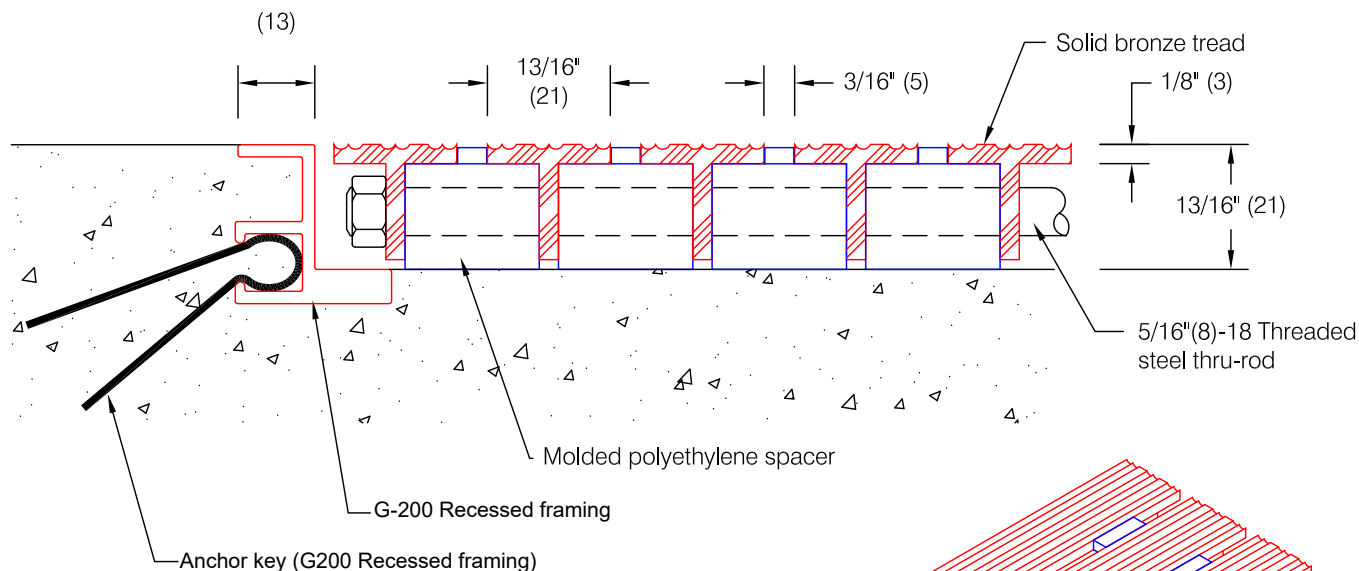 (13)
13/16"
(21)
3/16" (5)
Solid bronze tread
1/8" (3)
13/16" (21)
5/16"(8)-18 Threaded
steel thru-rod
Molded polyethylene spacer
G-200 Recessed framing
Anchor key (G200 Recessed framing)